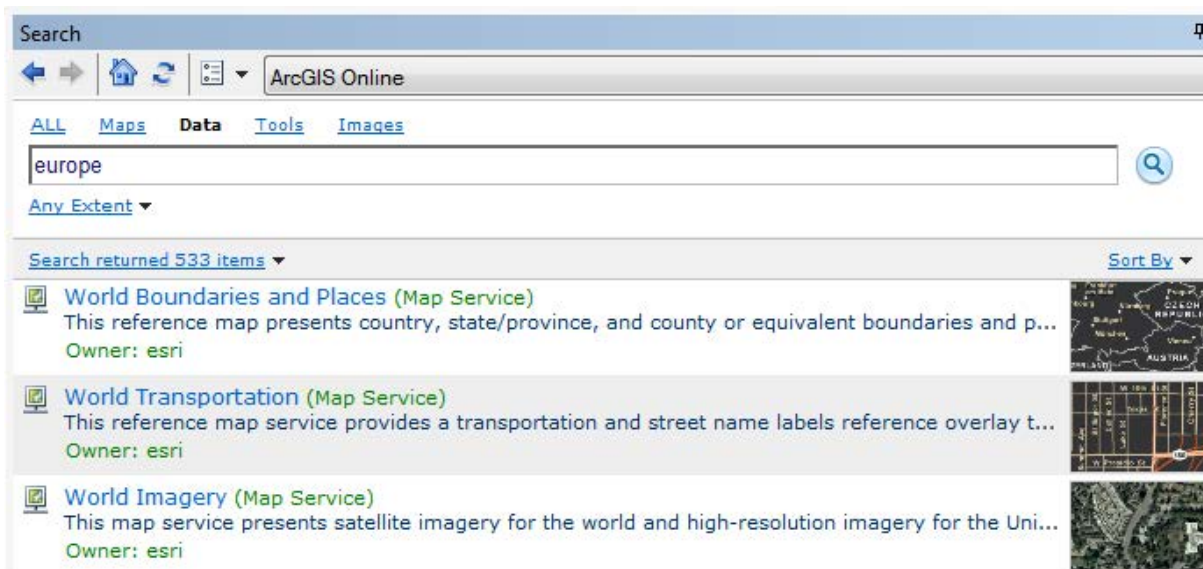 Search
ArcGIS Online
ALL Maps Data Tools Images
europe
Any Extent
Search returned 533 items Sort By
World Boundaries and Places (Map Service)
This reference map presents country, state/province, and county or equivalent boundaries and p...
Owner: esri
CZECH
AUSTRIA
World Transportation (Map Service)
This reference map service provides a transportation and street name labels reference overlay t...
Owner: esri
World Imagery (Map Service)
This map service presents satellite imagery for the world and high-resolution imagery for the Uni...
Owner: esri